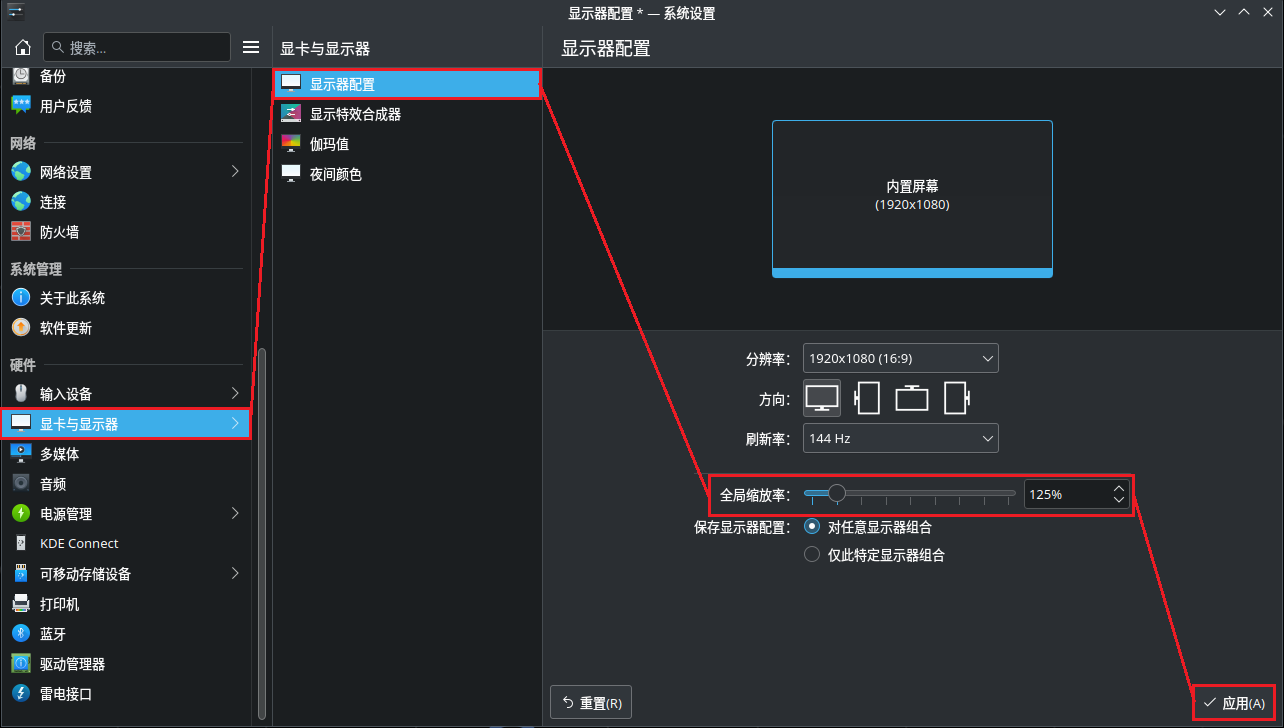 显示器配置 * — 系统设置
搜索...
备份
用户反馈
网络
网络设置
连接
防火墙
系统管理
关于此系统
软件更新
硬件
输入设备
显卡与显示器
多媒体
音频
电源管理
KDE Connect
可移动存储设备
打印机
蓝牙
驱动管理器
雷电接口
显卡与显示器
显示器配置
显示特效合成器
伽玛值
夜间颜色
显示器配置
内置屏幕
(1920x1080)
分辨率: 1920x1080 (16:9)
方向:
刷新率: 144 Hz
全局缩放率: 125%
保存显示器配置: 对任意显示器组合
仅此特定显示器组合
重置(R)
应用(A)